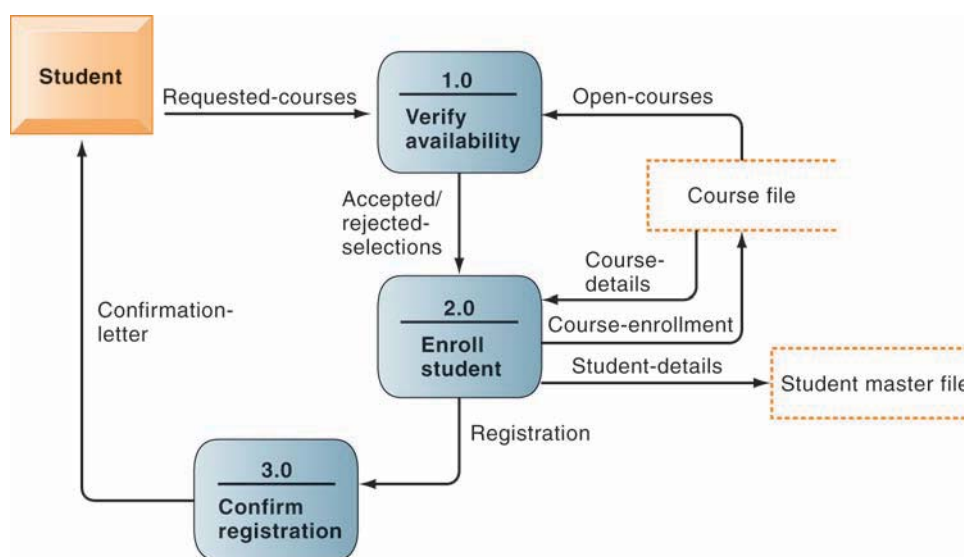 Student
Requested-courses
1.0
Verify
availability
Open-courses
Course file
Accepted/
rejected-
selections
Course-
details
2.0
Enroll
student
Course-enrollment
Student-details
Student master file
Confirmation-
letter
Registration
3.0
Confirm
registration